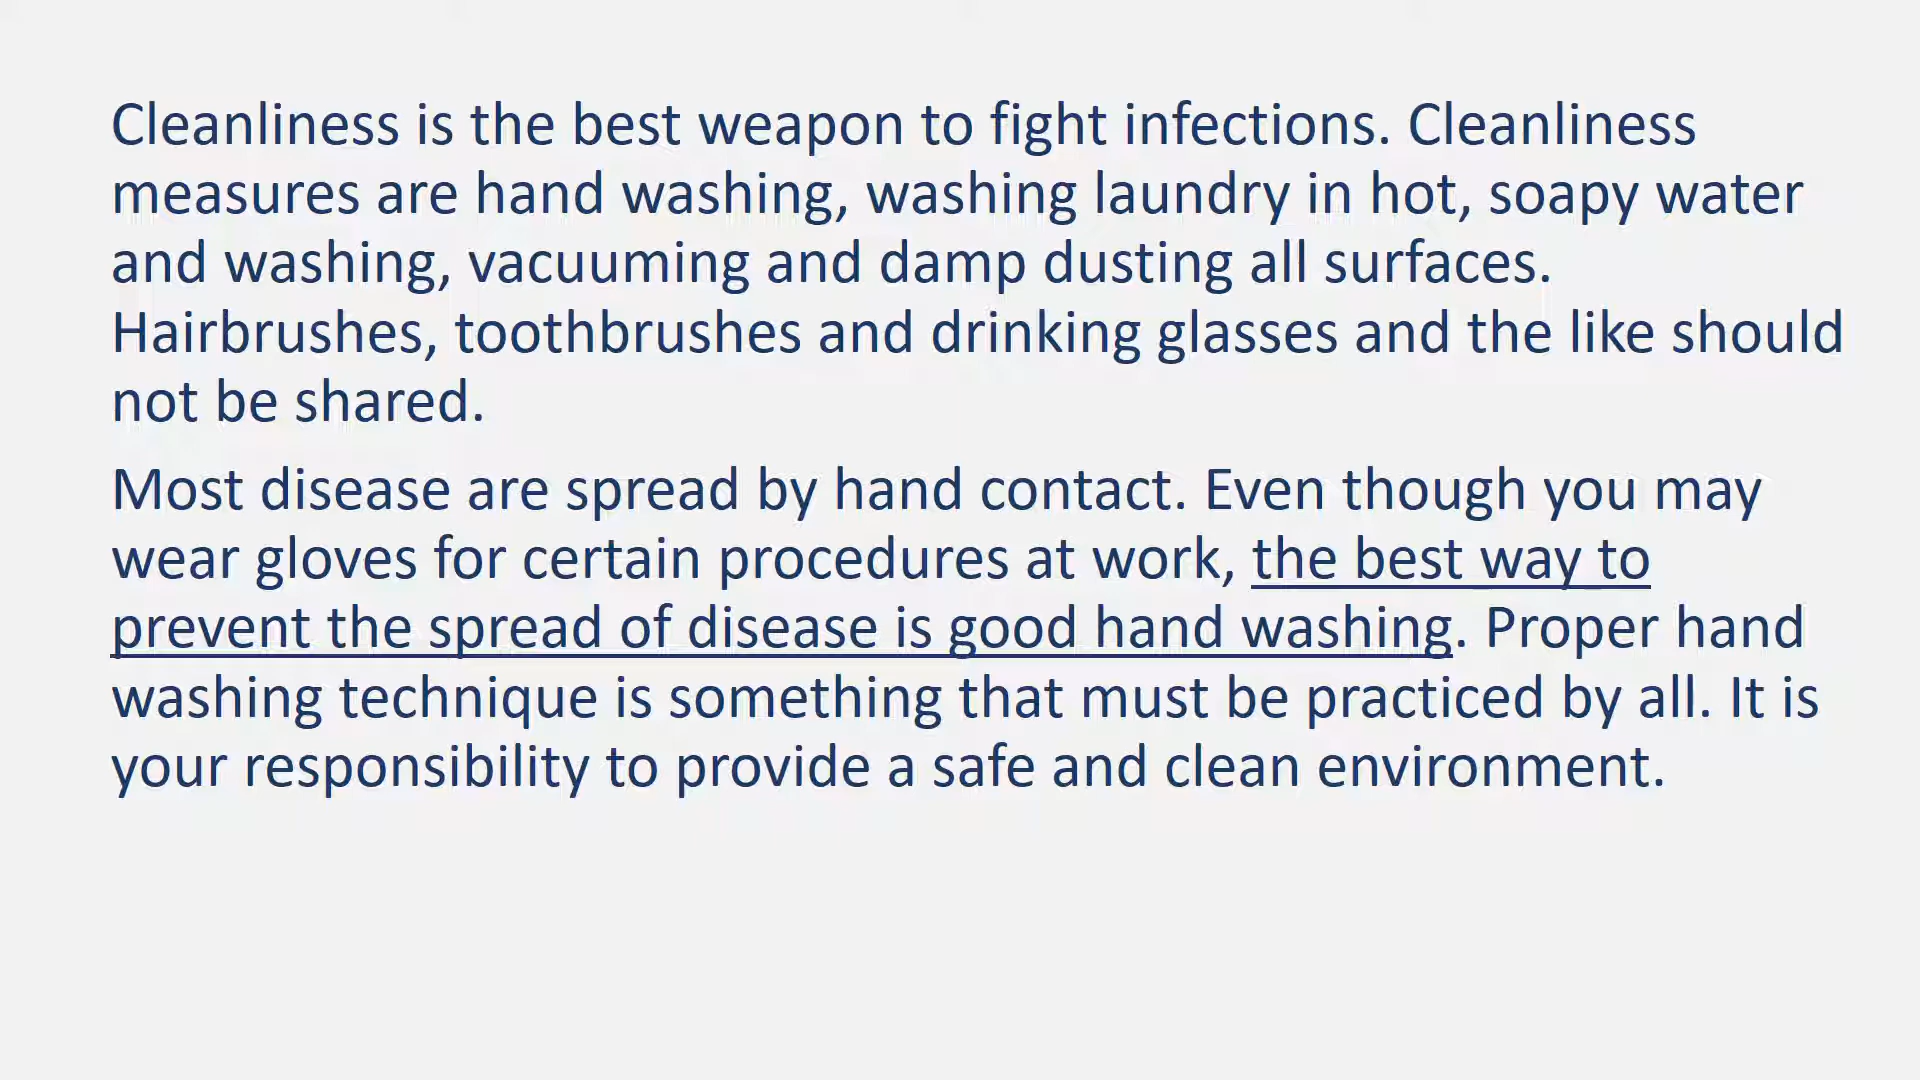 Cleanliness is the best weapon to fight infections. Cleanliness
measures are hand washing, washing laundry in hot, soapy water
and washing, vacuuming and damp dusting all surfaces.
Hairbrushes, toothbrushes and drinking glasses and the like should
not be shared.
Most disease are spread by hand contact. Even though you may
wear gloves for certain procedures at work, the best way to
prevent the spread of disease is good hand washing. Proper hand
washing technique is something that must be practiced by all. It is
your responsibility to provide a safe and clean environment.